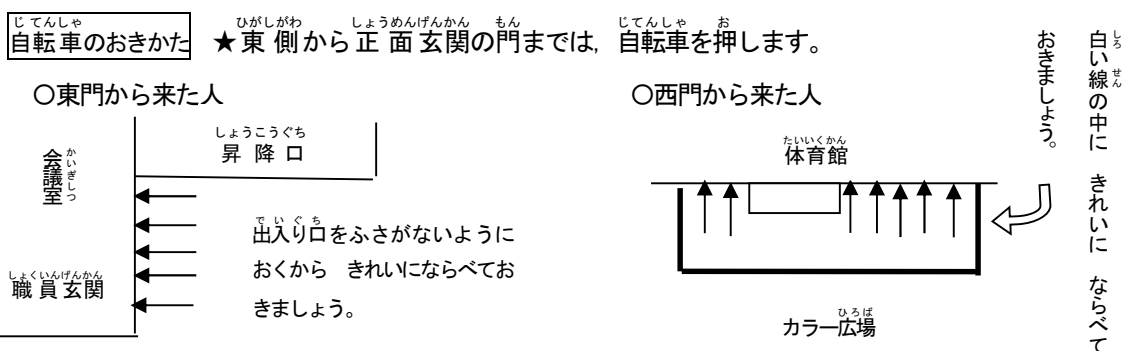 自転車のおきかた ★東側から正面玄関の門までは，自転車を押します。
○東門から来た人
昇降口
会議室
職員玄関
出入り口をふさがないように
おくから きれいにならべてお
きましょう。
○西門から来た人
体育館
カラー広場
白い線の中に きれいに ならべて
おきましょう。